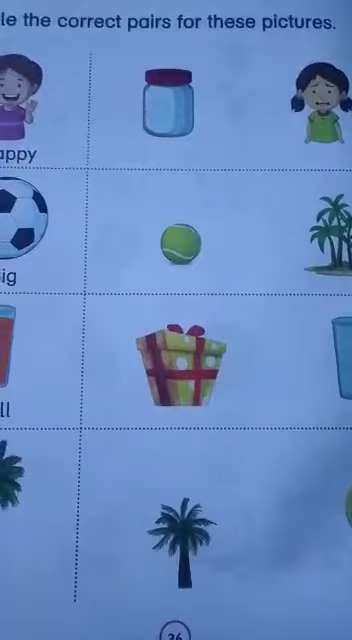 le the correct pairs for these pictures.
appy
ig
ll
36